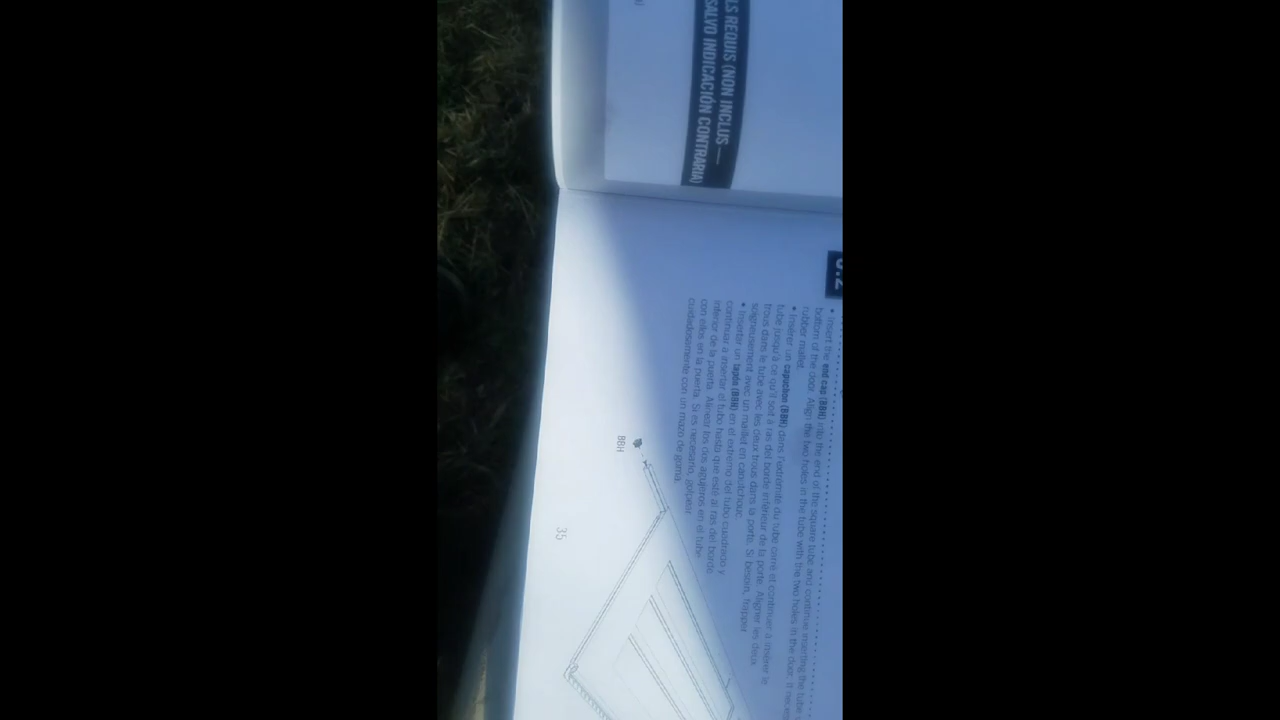 LS REQUIS (NON INCLUS —
SALVO INDICACIÓN CONTRARIA)
• Insert the end cap (BBH) into the end of the square tube and continue inserting the tube
bottom of the door. Align the two holes in the tube with the two holes in the door. If
rubber mallet.
• Insérer un capuchon (BBH) dans l'extrémité du tube carré et continuer à insérer le
tube jusqu'à ce qu'il soit à ras del borde inférieur de la porte. Aligner les deux
trous dans le tube avec les deux trous dans la porte. Si besoin, frapper
soigneusement avec un maillet en caoutchouc.
• Insertar un tapón (BBH) en el extremo del tubo cuadrado y
continuar a insertar el tubo hasta que esté al ras del borde
inferior de la puerta. Alinear los dos agujeros en el tubo
con ellos en la puerta. Si es necesario, golpear
cuidadosamente con un mazo de goma.
BBH
35